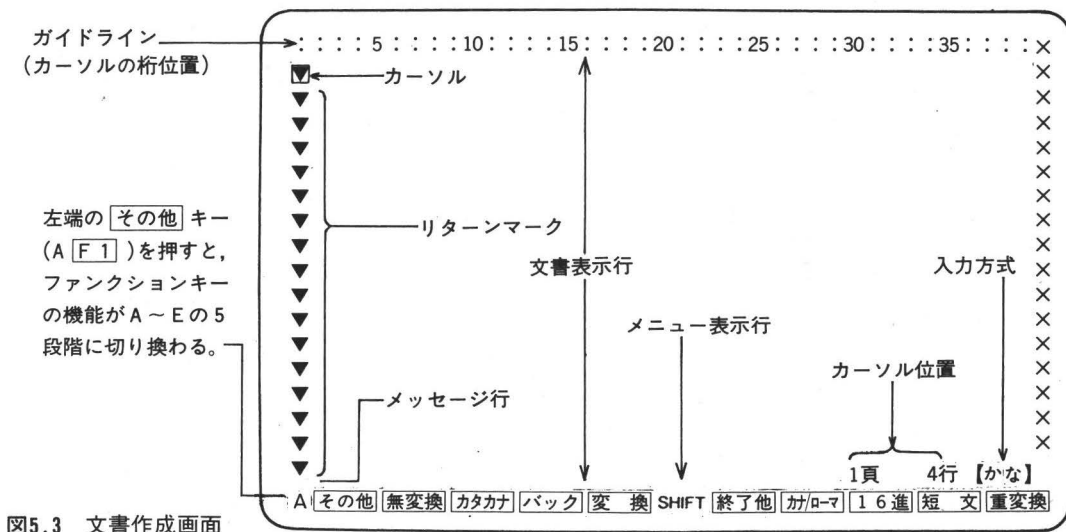 ガイドライン
(カーソルの桁位置)
: : : : 5 : : : : 10 : : : : 15 : : : : 20 : : : : 25 : : : : 30 : : : : 35 : : : : ×
▼ カーソル ×
▼ ×
▼ ×
▼ ×
▼ ×
▼ ×
左端の その他 キー
(A F 1 )を押すと,
ファンクションキー
の機能がA~Eの5
段階に切り換わる。
▼ リターンマーク ×
▼ ×
▼ 文書表示行 入力方式 ×
▼ ×
▼ メニュー表示行 ×
▼ ×
▼ カーソル位置 ×
▼ メッセージ行 ×
▼ ×
▼ ×
▼ 1頁 4行 【かな】
A その他 無変換 カタカナ バック 変 換 SHIFT 終了他 カナ/ローマ 1 6 進 短 文 重変換
図5.3 文書作成画面